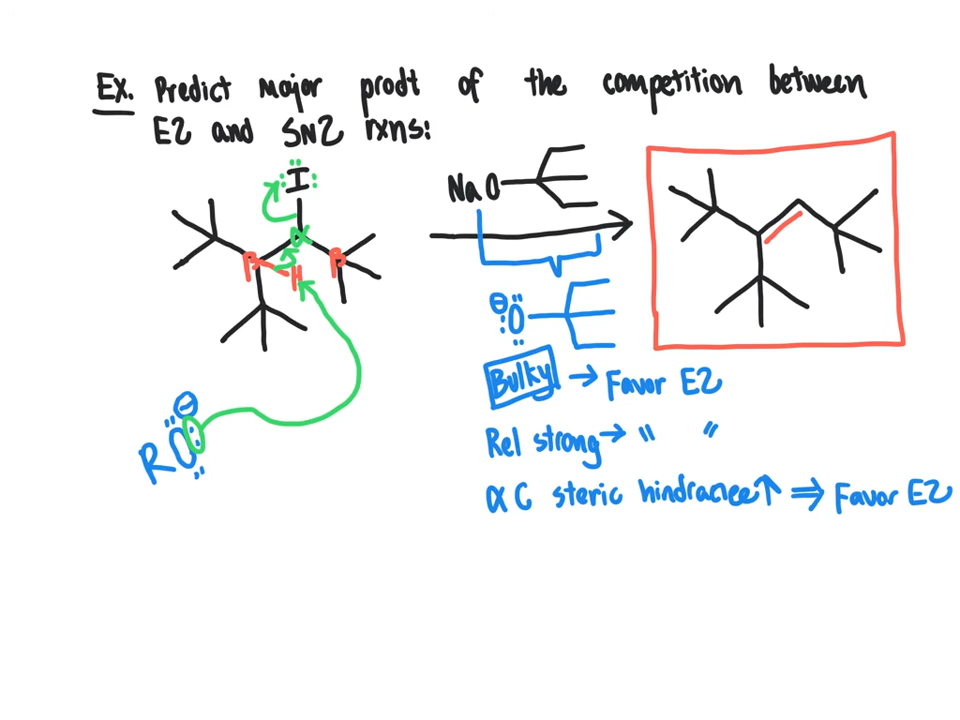 Ex. Predict major prodt of the competition between
E2 and SN2 rxns:
I
NaO
α
β H β
⊖
O
Bulky → Favor E2
⊖
RO
Rel strong → " "
α C steric hindrance ↑ ⇒ Favor E2